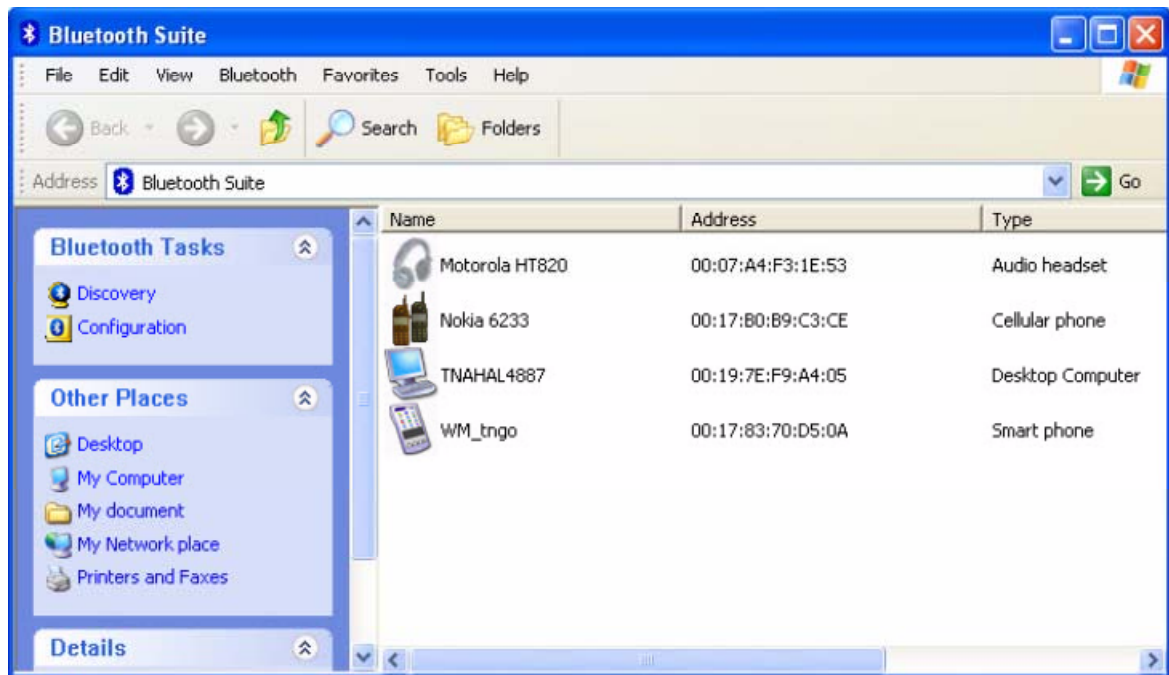 Bluetooth Suite
File Edit View Bluetooth Favorites Tools Help
Back Search Folders
Address Bluetooth Suite Go
Name Address Type
Bluetooth Tasks
Discovery
Configuration
Other Places
Desktop
My Computer
My document
My Network place
Printers and Faxes
Details
Motorola HT820 00:07:A4:F3:1E:53 Audio headset
Nokia 6233 00:17:B0:B9:C3:CE Cellular phone
TNAHAL4887 00:19:7E:F9:A4:05 Desktop Computer
WM_tngo 00:17:83:70:D5:0A Smart phone